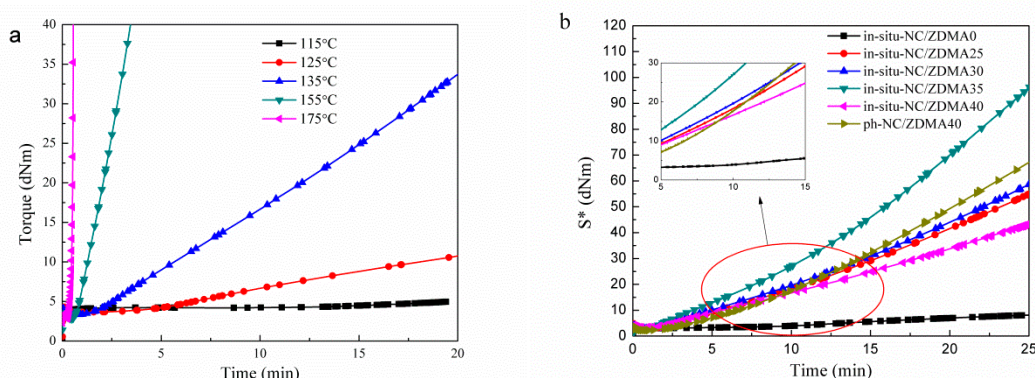 a
40
35
30
25
20
15
10
5
0
Torque (dNm)
0
5
10
15
20
Time (min)
115°C
125°C
135°C
155°C
175°C
b
120
110
100
90
80
70
60
50
40
30
20
10
0
S* (dNm)
0
5
10
15
20
25
Time (min)
in-situ-NC/ZDMA0
in-situ-NC/ZDMA25
in-situ-NC/ZDMA30
in-situ-NC/ZDMA35
in-situ-NC/ZDMA40
ph-NC/ZDMA40
30
20
10
0
5
10
15